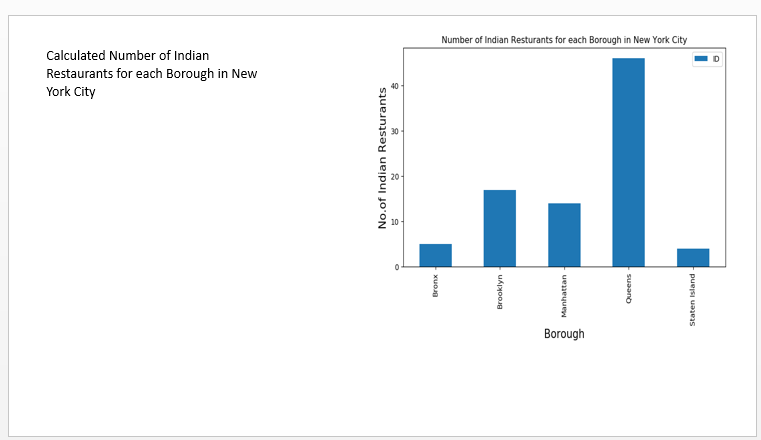 Calculated Number of Indian
Restaurants for each Borough in New
York City
Number of Indian Resturants for each Borough in New York City
ID
No.of Indian Resturants
40
30
20
10
0
Bronx
Brooklyn
Manhattan
Queens
Staten Island
Borough